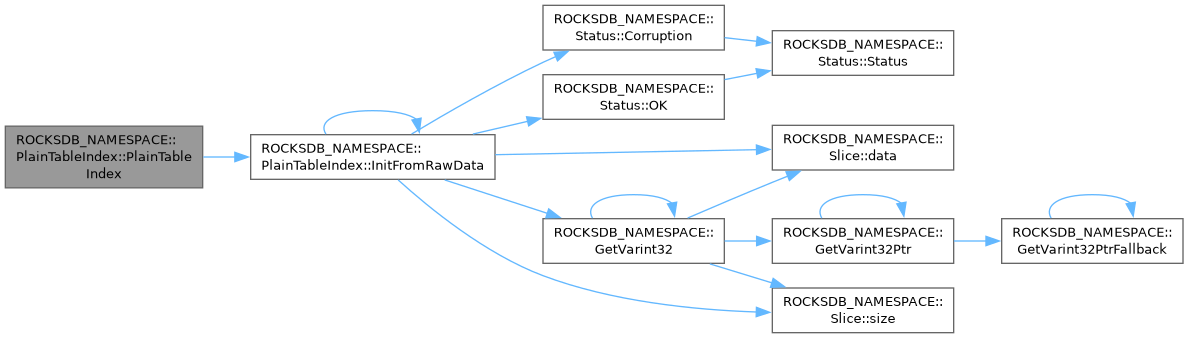 ROCKSDB_NAMESPACE::
PlainTableIndex::PlainTable
Index
ROCKSDB_NAMESPACE::
PlainTableIndex::InitFromRawData
ROCKSDB_NAMESPACE::
Status::Corruption
ROCKSDB_NAMESPACE::
Status::OK
ROCKSDB_NAMESPACE::
Status::Status
ROCKSDB_NAMESPACE::
Slice::data
ROCKSDB_NAMESPACE::
GetVarint32
ROCKSDB_NAMESPACE::
GetVarint32Ptr
ROCKSDB_NAMESPACE::
GetVarint32PtrFallback
ROCKSDB_NAMESPACE::
Slice::size